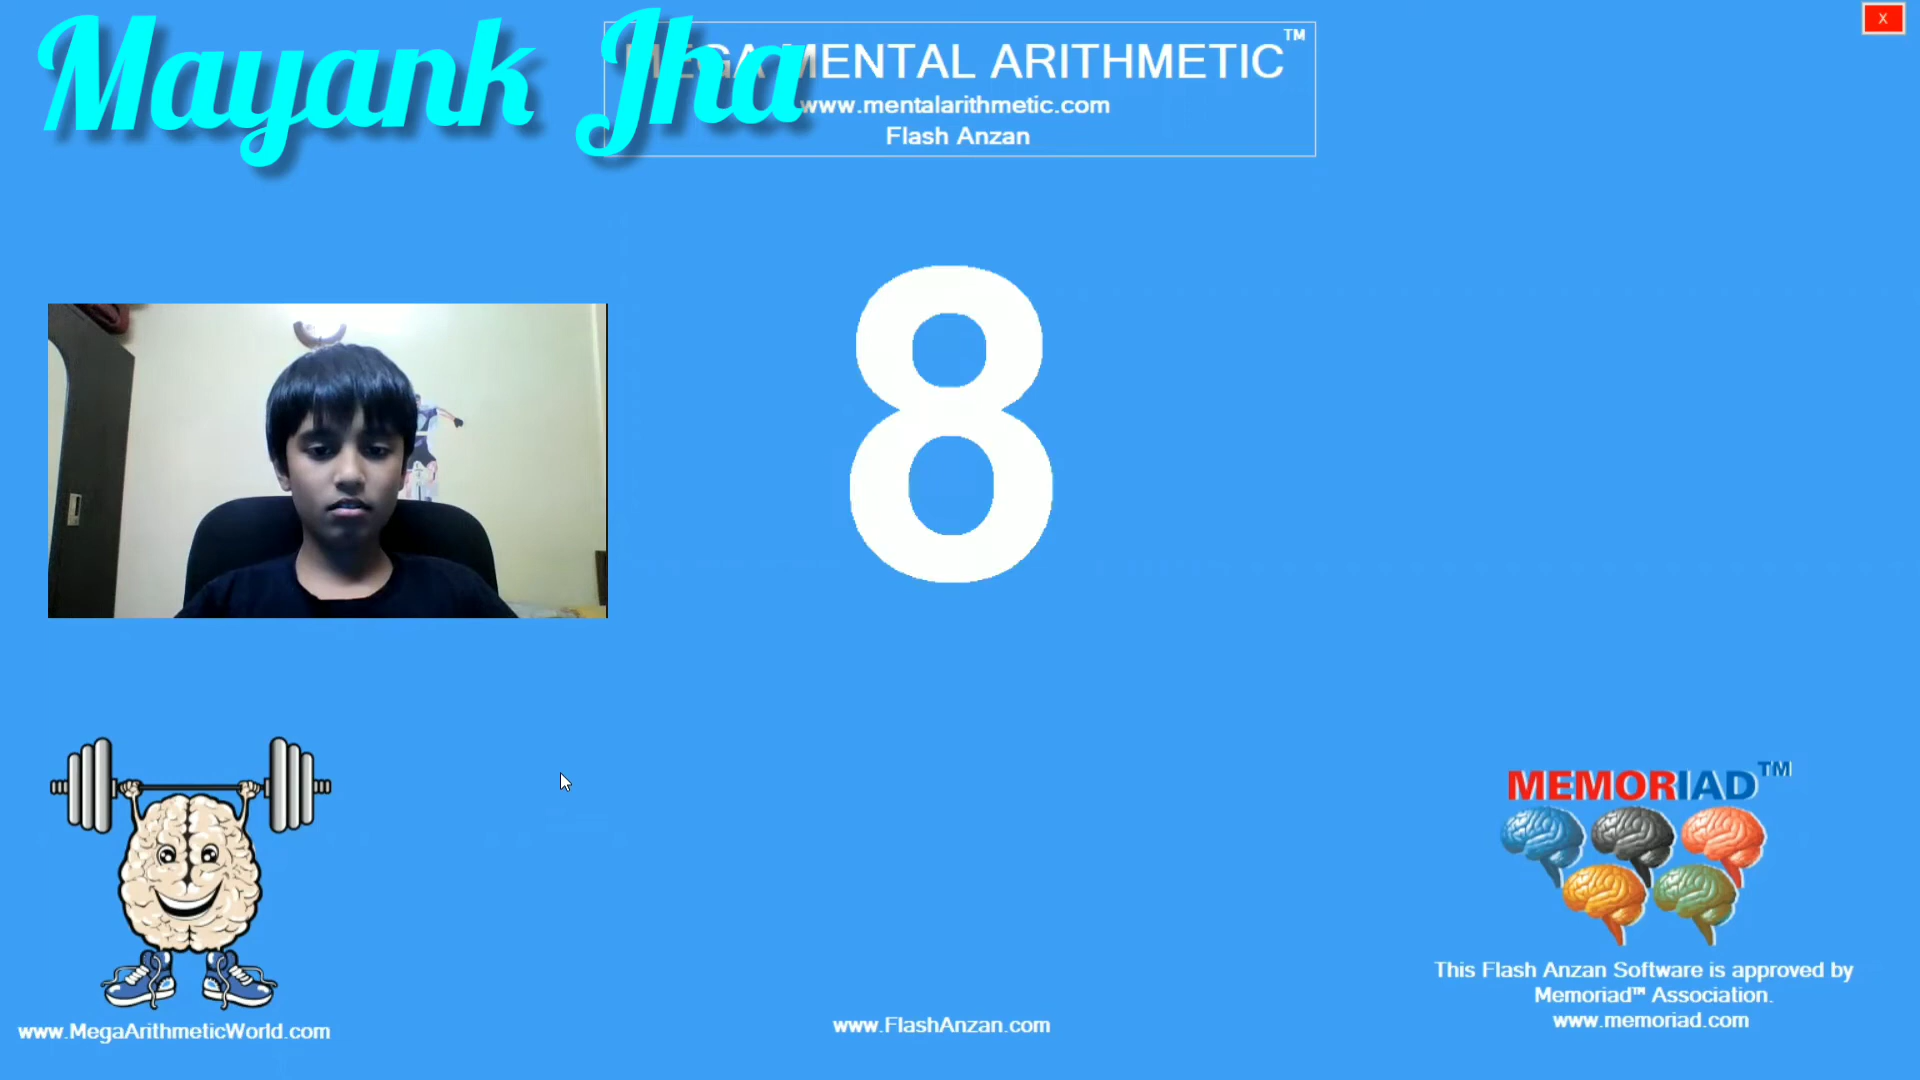 Mayank Jha
MEGA MENTAL ARITHMETIC™
www.mentalarithmetic.com
Flash Anzan
X
8
MEMORIAD™
This Flash Anzan Software is approved by
Memoriad™ Association.
www.memoriad.com
www.MegaArithmeticWorld.com
www.FlashAnzan.com